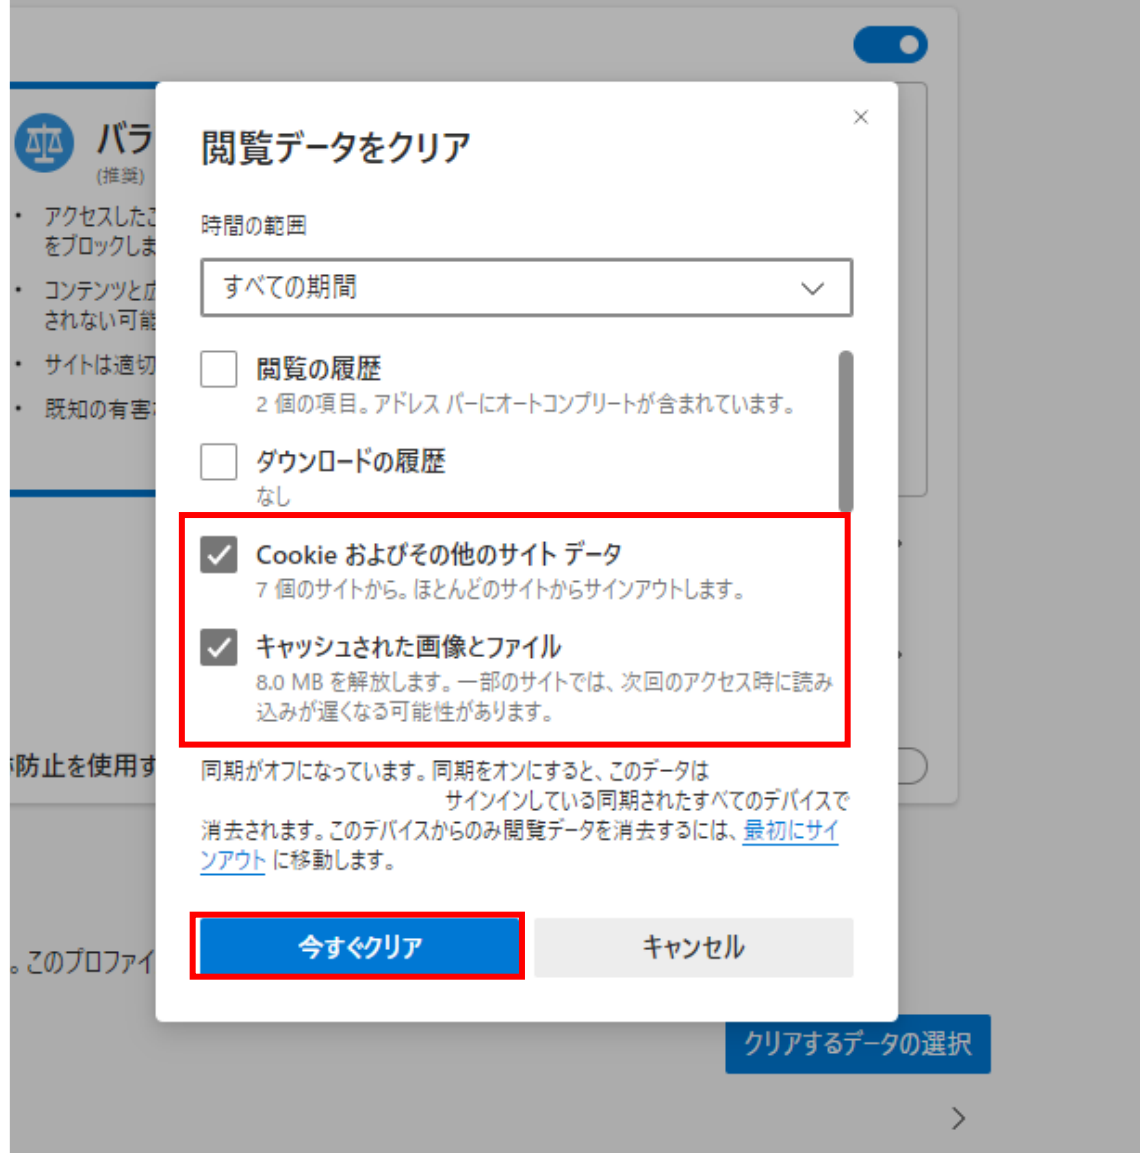 バラ
(推奨)
・ アクセスしたこ
をブロックしま
・ コンテンツと広
されない可能
・ サイトは適切
・ 既知の有害な
閲覧データをクリア
時間の範囲
すべての期間
閲覧の履歴
2 個の項目。アドレス バーにオートコンプリートが含まれています。
ダウンロードの履歴
なし
Cookie およびその他のサイト データ
7 個のサイトから。ほとんどのサイトからサインアウトします。
キャッシュされた画像とファイル
8.0 MB を解放します。一部のサイトでは、次回のアクセス時に読み
込みが遅くなる可能性があります。
防止を使用す
同期がオフになっています。同期をオンにすると、このデータは
サインインしている同期されたすべてのデバイスで
消去されます。このデバイスからのみ閲覧データを消去するには、最初にサイ
ンアウト に移動します。
今すぐクリア
キャンセル
。このプロファイ
クリアするデータの選択